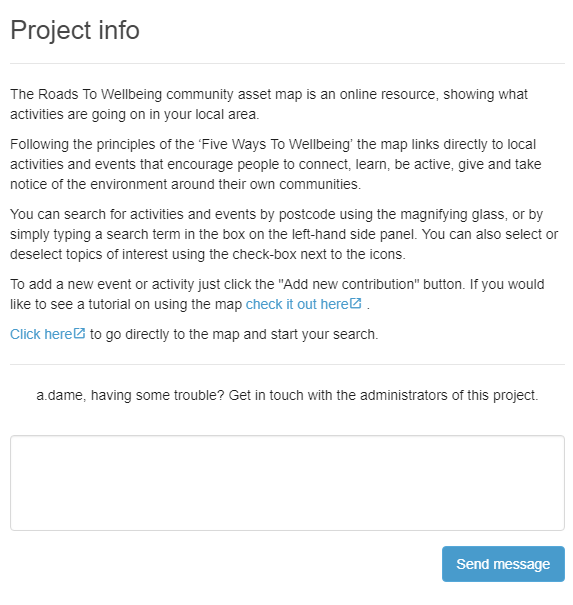 Project info
The Roads To Wellbeing community asset map is an online resource, showing what
activities are going on in your local area.
Following the principles of the ‘Five Ways To Wellbeing’ the map links directly to local
activities and events that encourage people to connect, learn, be active, give and take
notice of the environment around their own communities.
You can search for activities and events by postcode using the magnifying glass, or by
simply typing a search term in the box on the left-hand side panel. You can also select or
deselect topics of interest using the check-box next to the icons.
To add a new event or activity just click the "Add new contribution" button. If you would
like to see a tutorial on using the map check it out here .
Click here to go directly to the map and start your search.
a.dame, having some trouble? Get in touch with the administrators of this project.
Send message